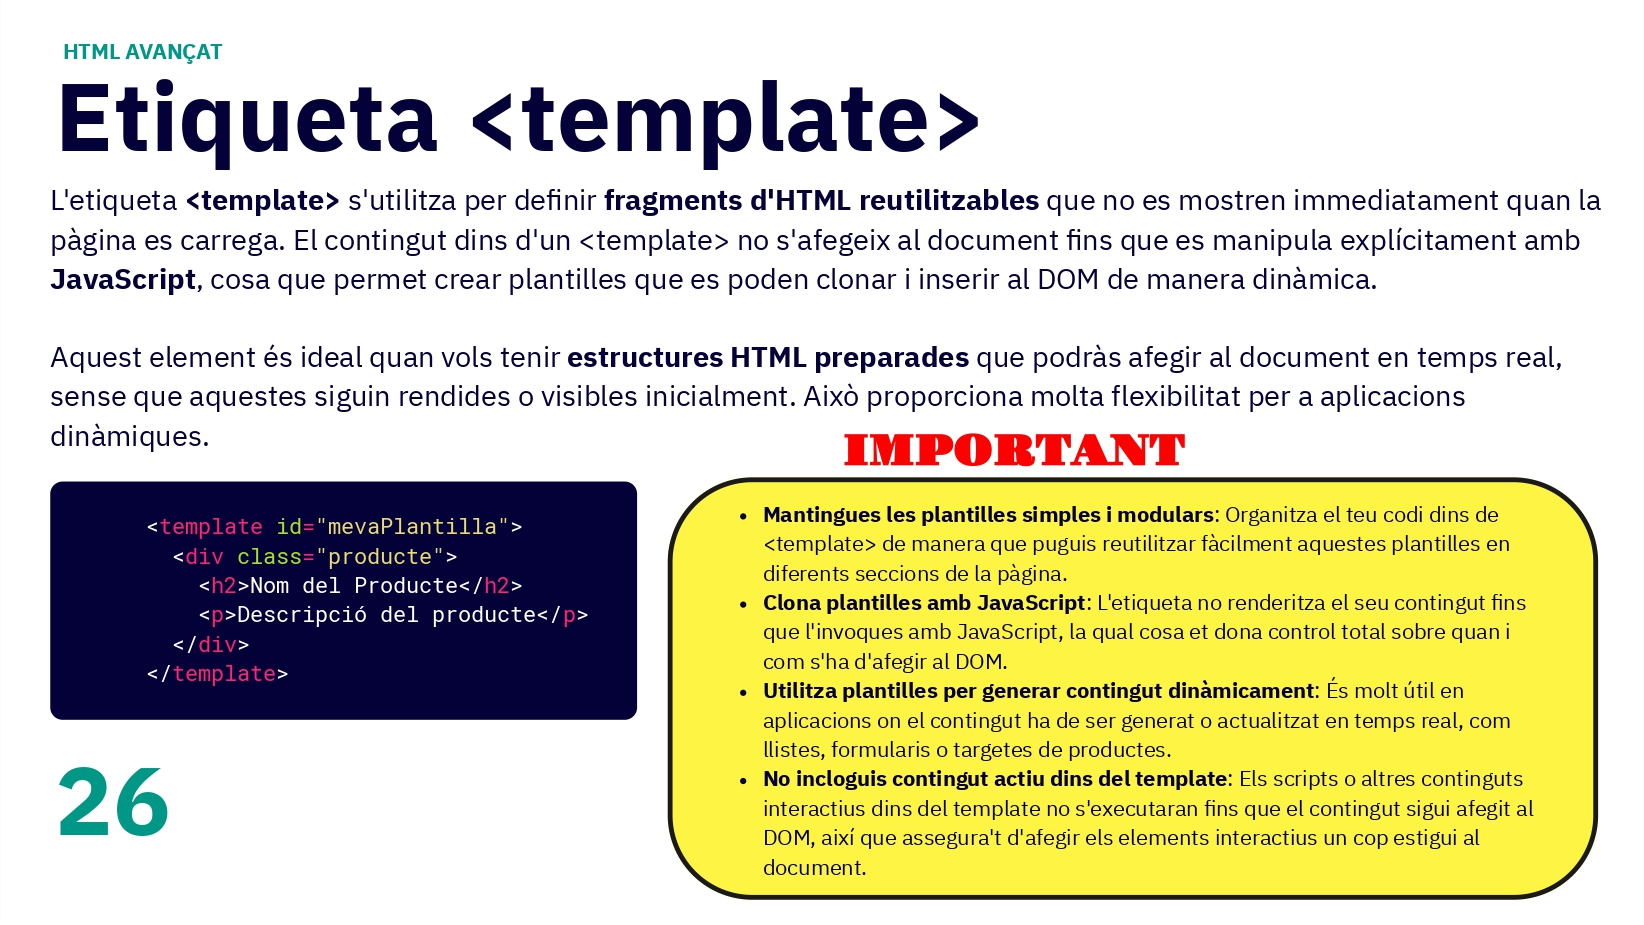 HTML AVANÇAT
Etiqueta <template>
L'etiqueta <template> s'utilitza per definir fragments d'HTML reutilitzables que no es mostren immediatament quan la
pàgina es carrega. El contingut dins d'un <template> no s'afegeix al document fins que es manipula explícitament amb
JavaScript, cosa que permet crear plantilles que es poden clonar i inserir al DOM de manera dinàmica.
Aquest element és ideal quan vols tenir estructures HTML preparades que podràs afegir al document en temps real,
sense que aquestes siguin rendides o visibles inicialment. Això proporciona molta flexibilitat per a aplicacions
dinàmiques.
<template id="mevaPlantilla">
<div class="producte">
<h2>Nom del Producte</h2>
<p>Descripció del producte</p>
</div>
</template>
26
IMPORTANT
• Mantingues les plantilles simples i modulars: Organitza el teu codi dins de
<template> de manera que puguis reutilitzar fàcilment aquestes plantilles en
diferents seccions de la pàgina.
• Clona plantilles amb JavaScript: L'etiqueta no renderitza el seu contingut fins
que l'invoques amb JavaScript, la qual cosa et dona control total sobre quan i
com s'ha d'afegir al DOM.
• Utilitza plantilles per generar contingut dinàmicament: És molt útil en
aplicacions on el contingut ha de ser generat o actualitzat en temps real, com
llistes, formularis o targetes de productes.
• No incloguis contingut actiu dins del template: Els scripts o altres continguts
interactius dins del template no s'executaran fins que el contingut sigui afegit al
DOM, així que assegura't d'afegir els elements interactius un cop estigui al
document.